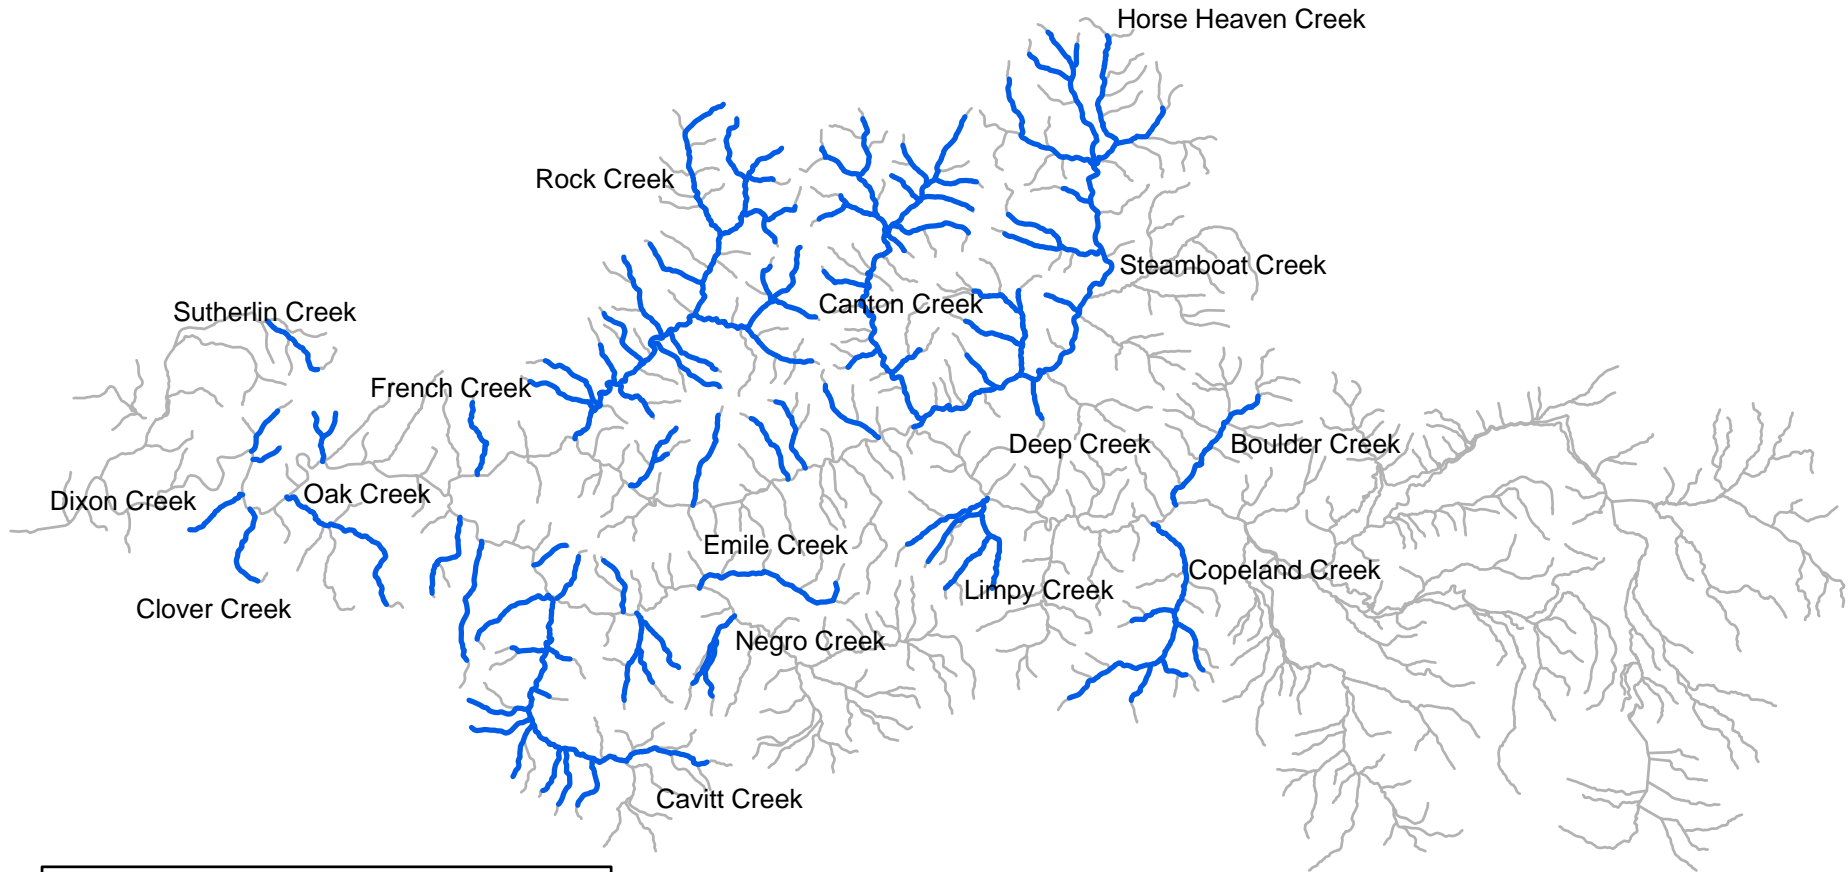 Horse Heaven Creek
Rock Creek
Steamboat Creek
Canton Creek
Sutherlin Creek
French Creek
Deep Creek
Boulder Creek
Dixon Creek
Oak Creek
Emile Creek
Copeland Creek
Limpy Creek
Clover Creek
Negro Creek
Cavitt Creek